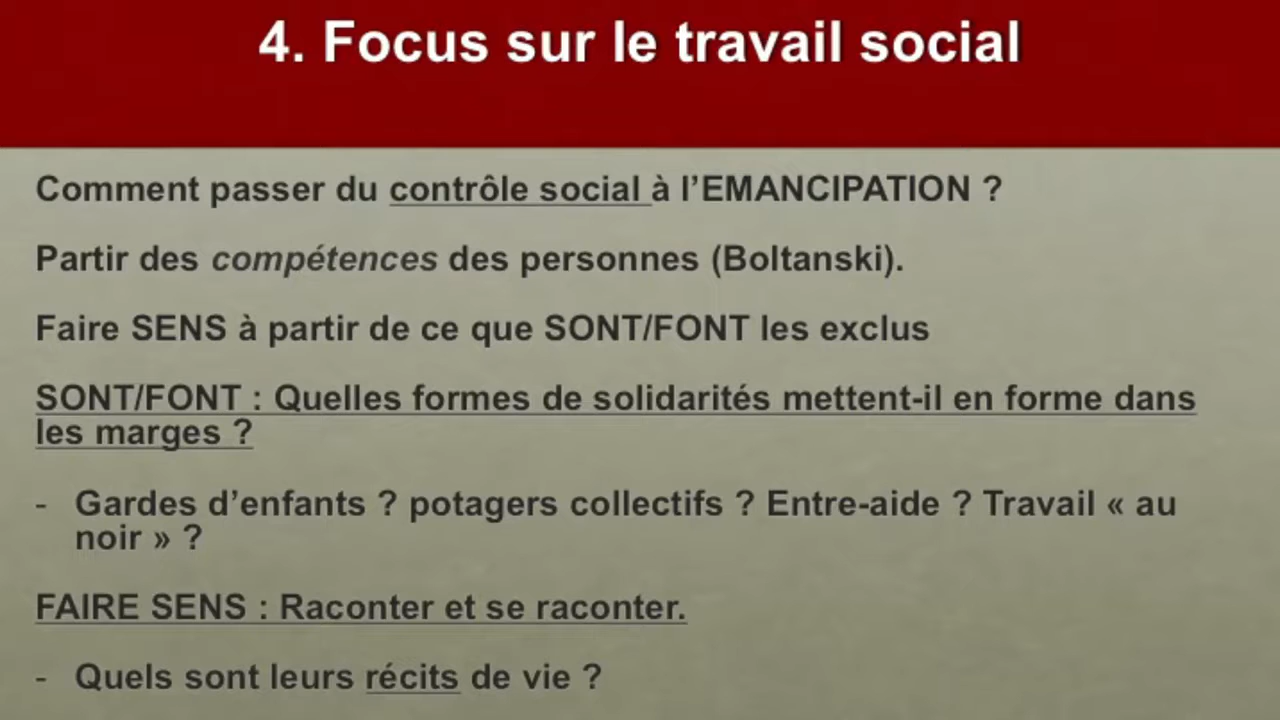 4. Focus sur le travail social
Comment passer du contrôle social à l’EMANCIPATION ?
Partir des compétences des personnes (Boltanski).
Faire SENS à partir de ce que SONT/FONT les exclus
SONT/FONT : Quelles formes de solidarités mettent-il en forme dans
les marges ?
- Gardes d’enfants ? potagers collectifs ? Entre-aide ? Travail « au
noir » ?
FAIRE SENS : Raconter et se raconter.
- Quels sont leurs récits de vie ?